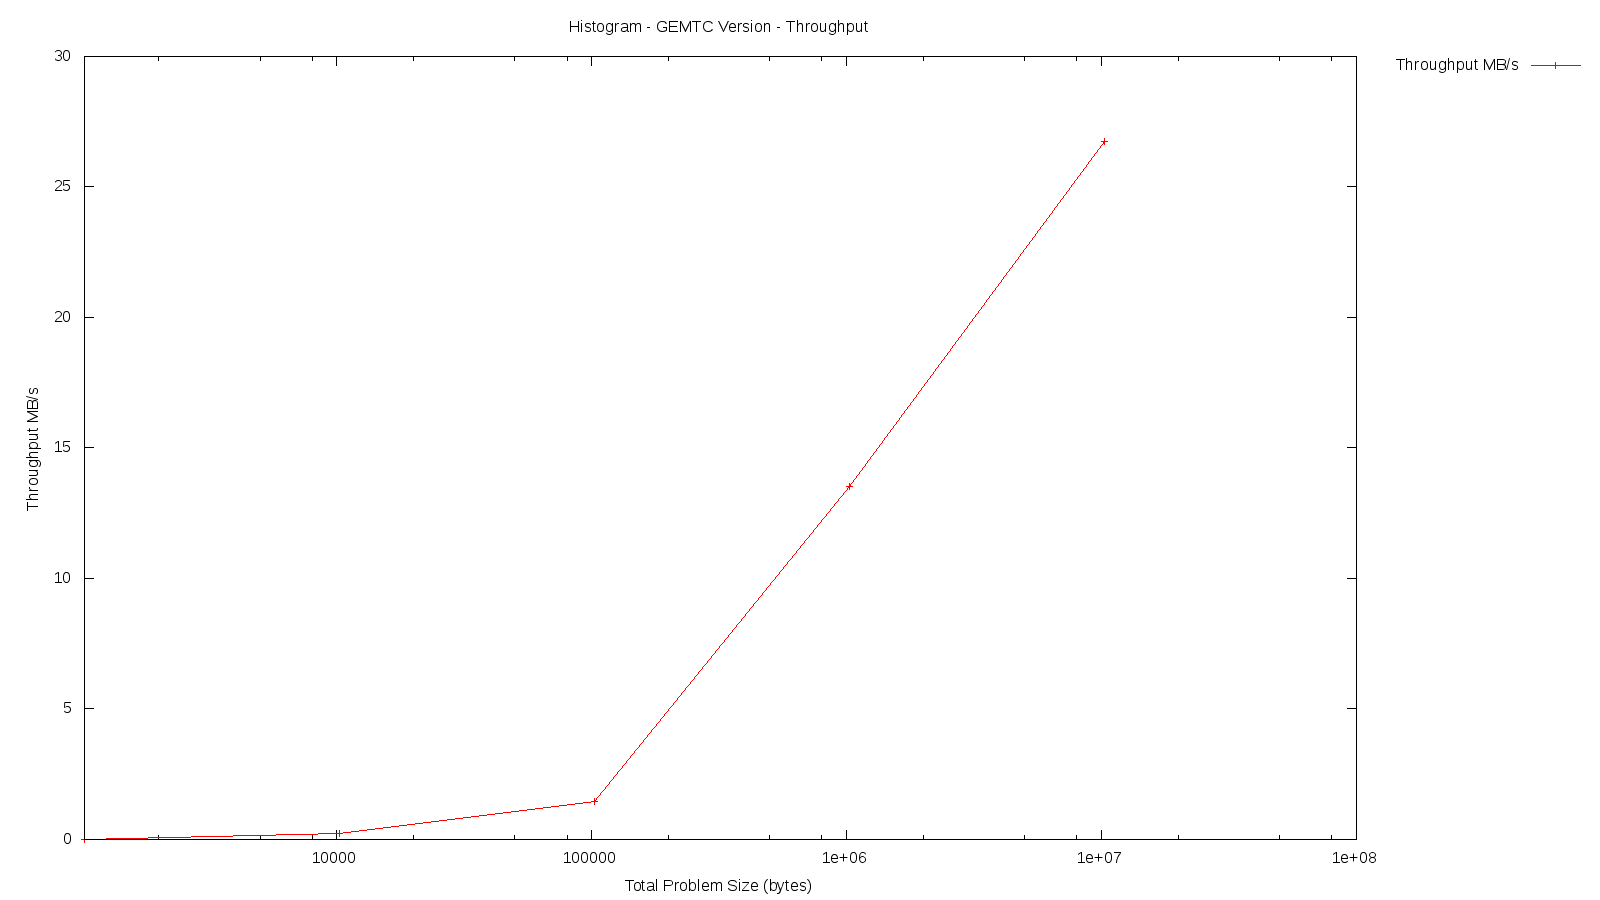 Histogram - GEMTC Version - Throughput
Throughput MB/s
30
25
20
15
10
5
0
Throughput MB/s
10000
100000
1e+06
1e+07
1e+08
Total Problem Size (bytes)